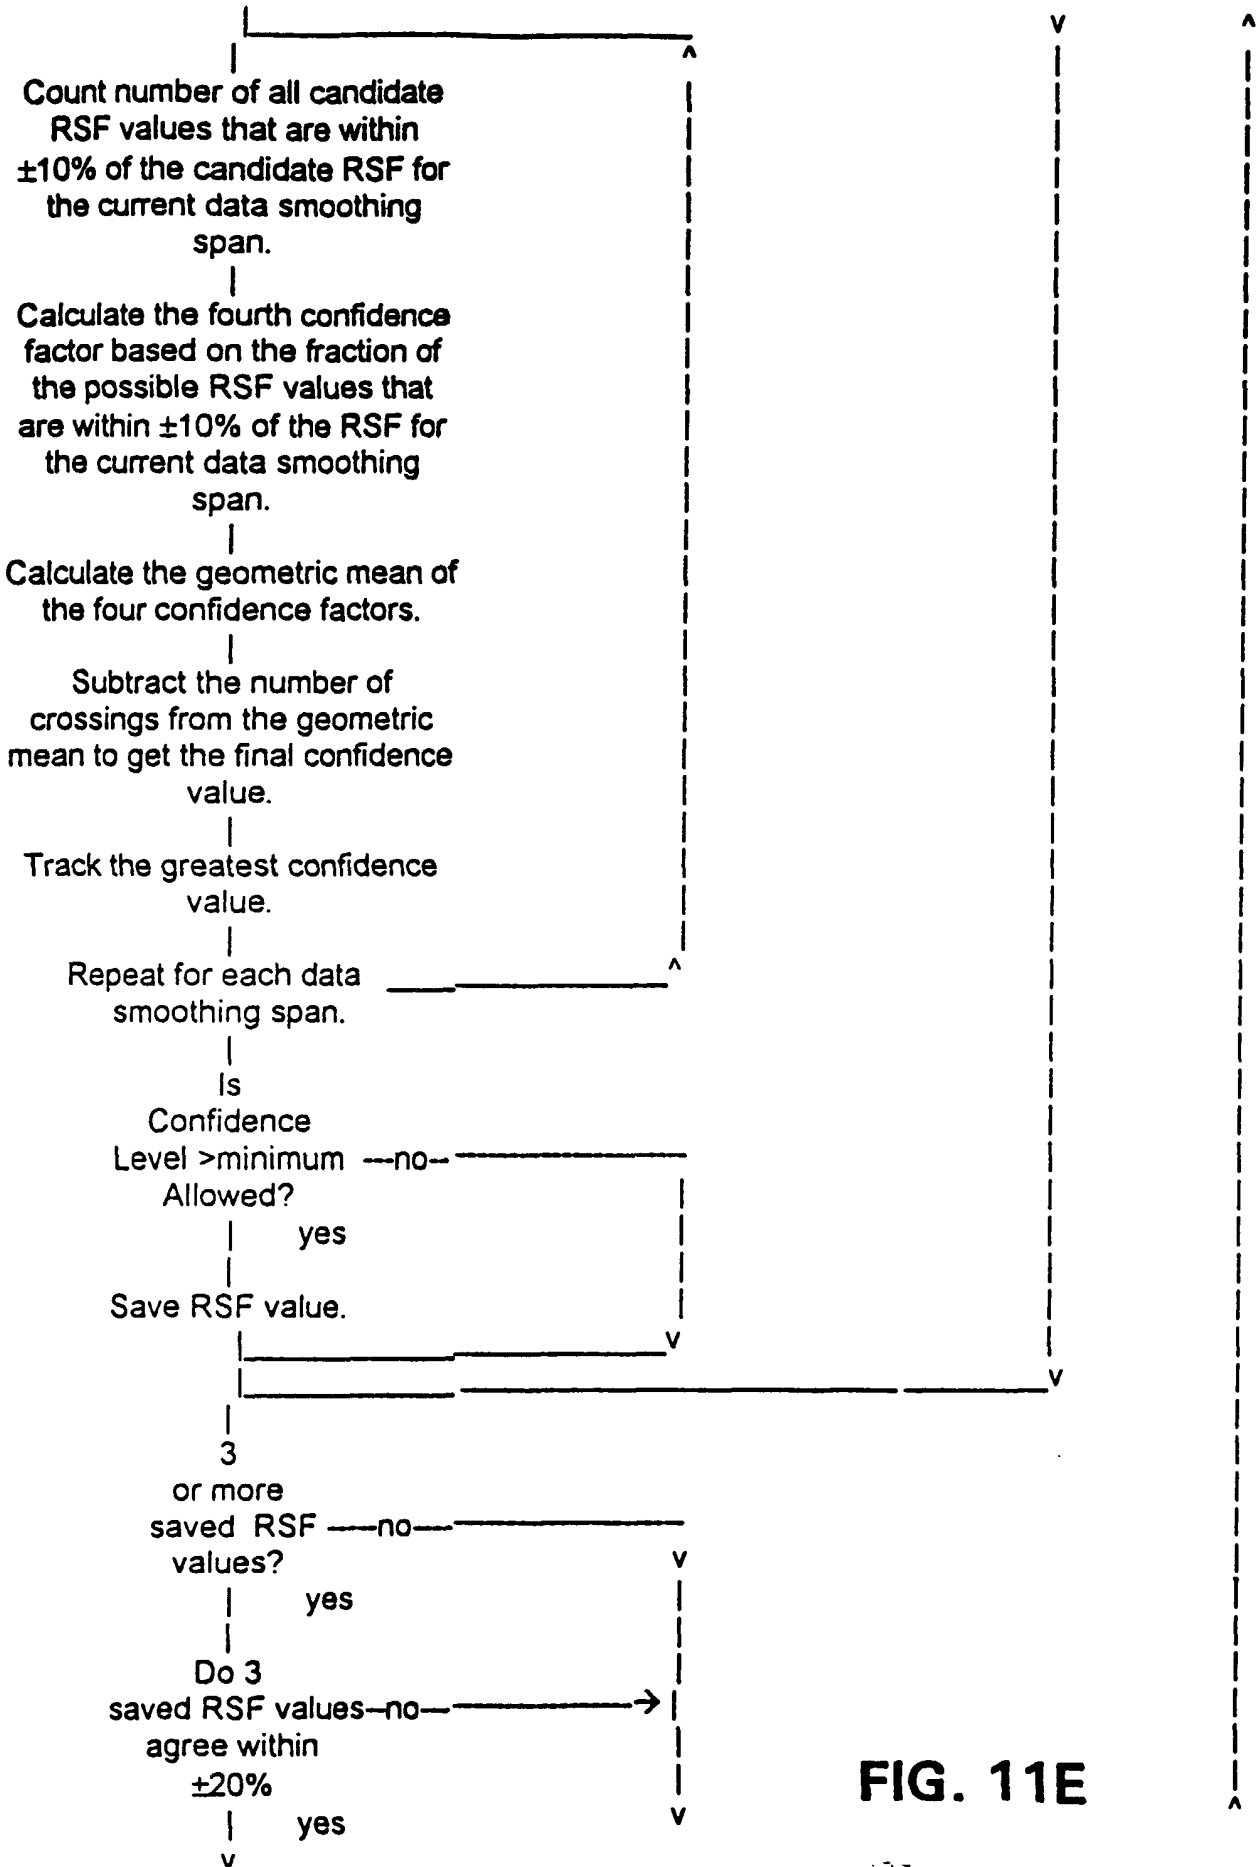 Count number of all candidate
RSF values that are within
±10% of the candidate RSF for
the current data smoothing
span.
Calculate the fourth confidence
factor based on the fraction of
the possible RSF values that
are within ±10% of the RSF for
the current data smoothing
span.
Calculate the geometric mean of
the four confidence factors.
Subtract the number of
crossings from the geometric
mean to get the final confidence
value.
Track the greatest confidence
value.
Repeat for each data
smoothing span.
Is
Confidence
Level >minimum ---no--
Allowed?
yes
Save RSF value.
3
or more
saved RSF ----no----
values?
yes
Do 3
saved RSF values--no--
agree within
±20%
yes
FIG. 11E